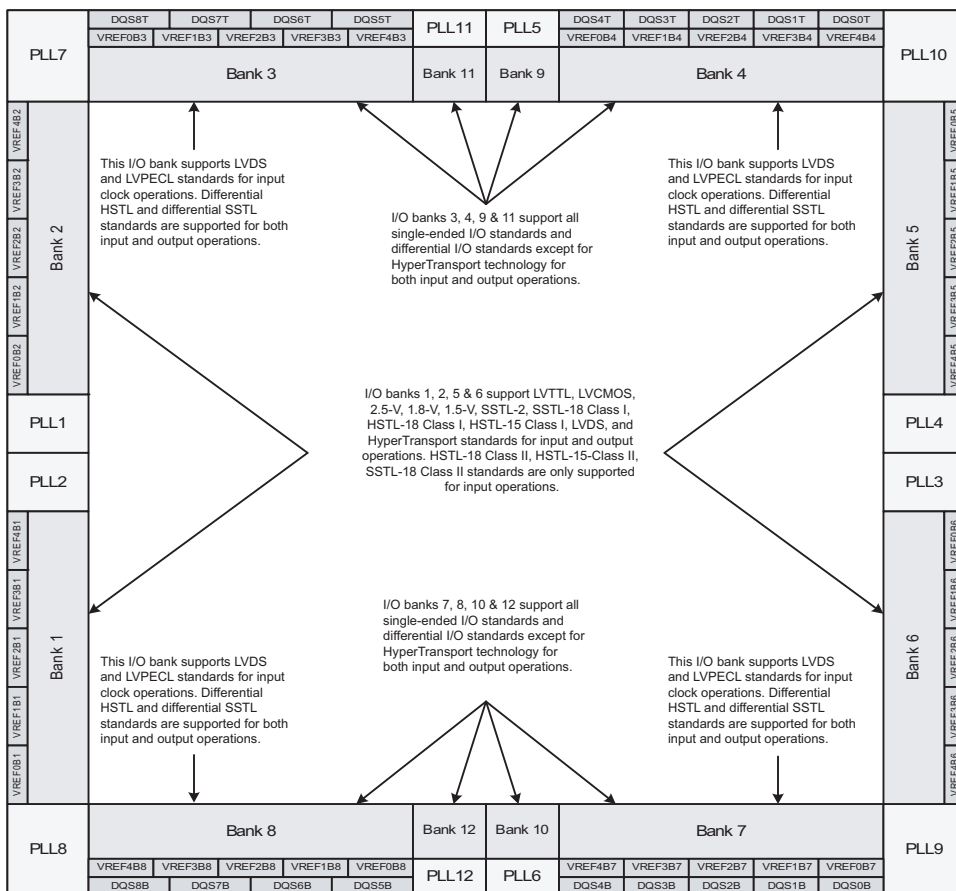 DQS8T DQS7T DQS6T DQS5T
PLL11 PLL5
DQS4T DQS3T DQS2T DQS1T DQS0T
VREF0B3 VREF1B3 VREF2B3 VREF3B3 VREF4B3
VREF0B4 VREF1B4 VREF2B4 VREF3B4 VREF4B4
PLL7
Bank 3
Bank 11
Bank 9
Bank 4
PLL10
VREF4B2
VREF3B2
VREF2B2
VREF1B2
VREF0B2
Bank 2
This I/O bank supports LVDS
and LVPECL standards for input
clock operations. Differential
HSTL and differential SSTL
standards are supported for both
input and output operations.
I/O banks 3, 4, 9 & 11 support all
single-ended I/O standards and
differential I/O standards except for
HyperTransport technology for
both input and output operations.
This I/O bank supports LVDS
and LVPECL standards for input
clock operations. Differential
HSTL and differential SSTL
standards are supported for both
input and output operations.
Bank 5
VREF0B5
VREF1B5
VREF2B5
VREF3B5
VREF4B5
PLL1
PLL2
I/O banks 1, 2, 5 & 6 support LVTTL, LVCMOS,
2.5-V, 1.8-V, 1.5-V, SSTL-2, SSTL-18 Class I,
HSTL-18 Class I, HSTL-15 Class I, LVDS, and
HyperTransport standards for input and output
operations. HSTL-18 Class II, HSTL-15-Class II,
SSTL-18 Class II standards are only supported
for input operations.
PLL4
PLL3
VREF4B1
VREF3B1
VREF2B1
VREF1B1
VREF0B1
Bank 1
This I/O bank supports LVDS
and LVPECL standards for input
clock operations. Differential
HSTL and differential SSTL
standards are supported for both
input and output operations.
I/O banks 7, 8, 10 & 12 support all
single-ended I/O standards and
differential I/O standards except for
HyperTransport technology for
both input and output operations.
This I/O bank supports LVDS
and LVPECL standards for input
clock operations. Differential
HSTL and differential SSTL
standards are supported for both
input and output operations.
Bank 6
VREF0B6
VREF1B6
VREF2B6
VREF3B6
VREF4B6
PLL8
Bank 8
Bank 12
Bank 10
Bank 7
PLL9
VREF4B8 VREF3B8 VREF2B8 VREF1B8 VREF0B8
PLL12 PLL6
VREF4B7 VREF3B7 VREF2B7 VREF1B7 VREF0B7
DQS8B DQS7B DQS6B DQS5B
DQS4B DQS3B DQS2B DQS1B DQS0B